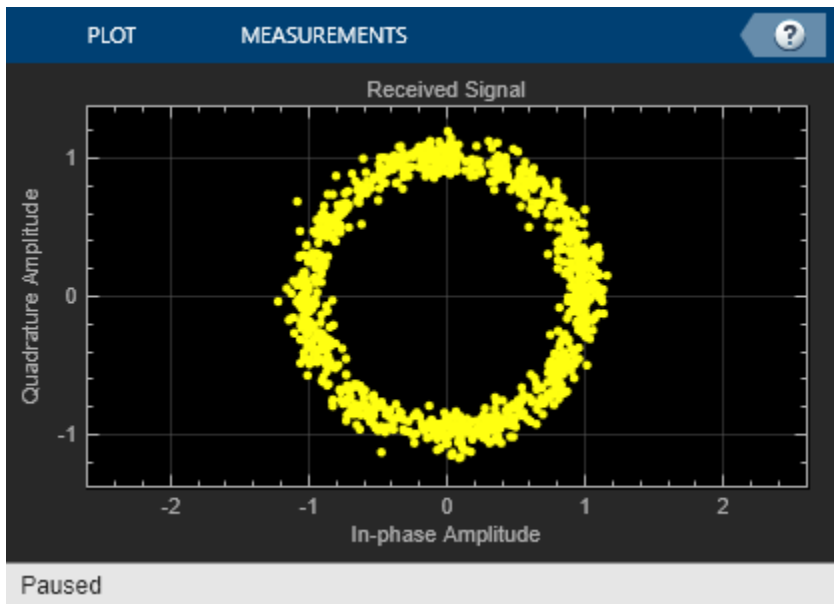 PLOT MEASUREMENTS ?
Received Signal
Quadrature Amplitude
1
0
-1
-2 -1 0 1 2
In-phase Amplitude
Paused